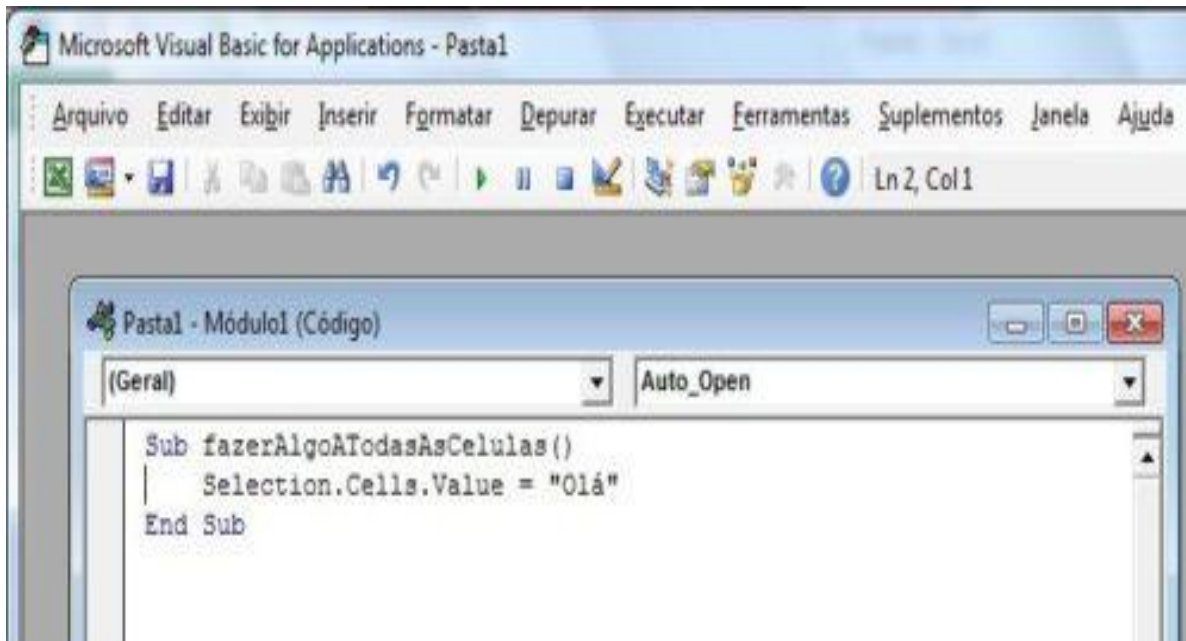 Microsoft Visual Basic for Applications - Pasta1
Arquivo Editar Exibir Inserir Formatar Depurar Executar Ferramentas Suplementos Janela Ajuda
Ln 2, Col 1
Pasta1 - Módulo1 (Código)
(Geral) Auto_Open
Sub fazerAlgoATodasAsCelulas()
Selection.Cells.Value = "Olá"
End Sub